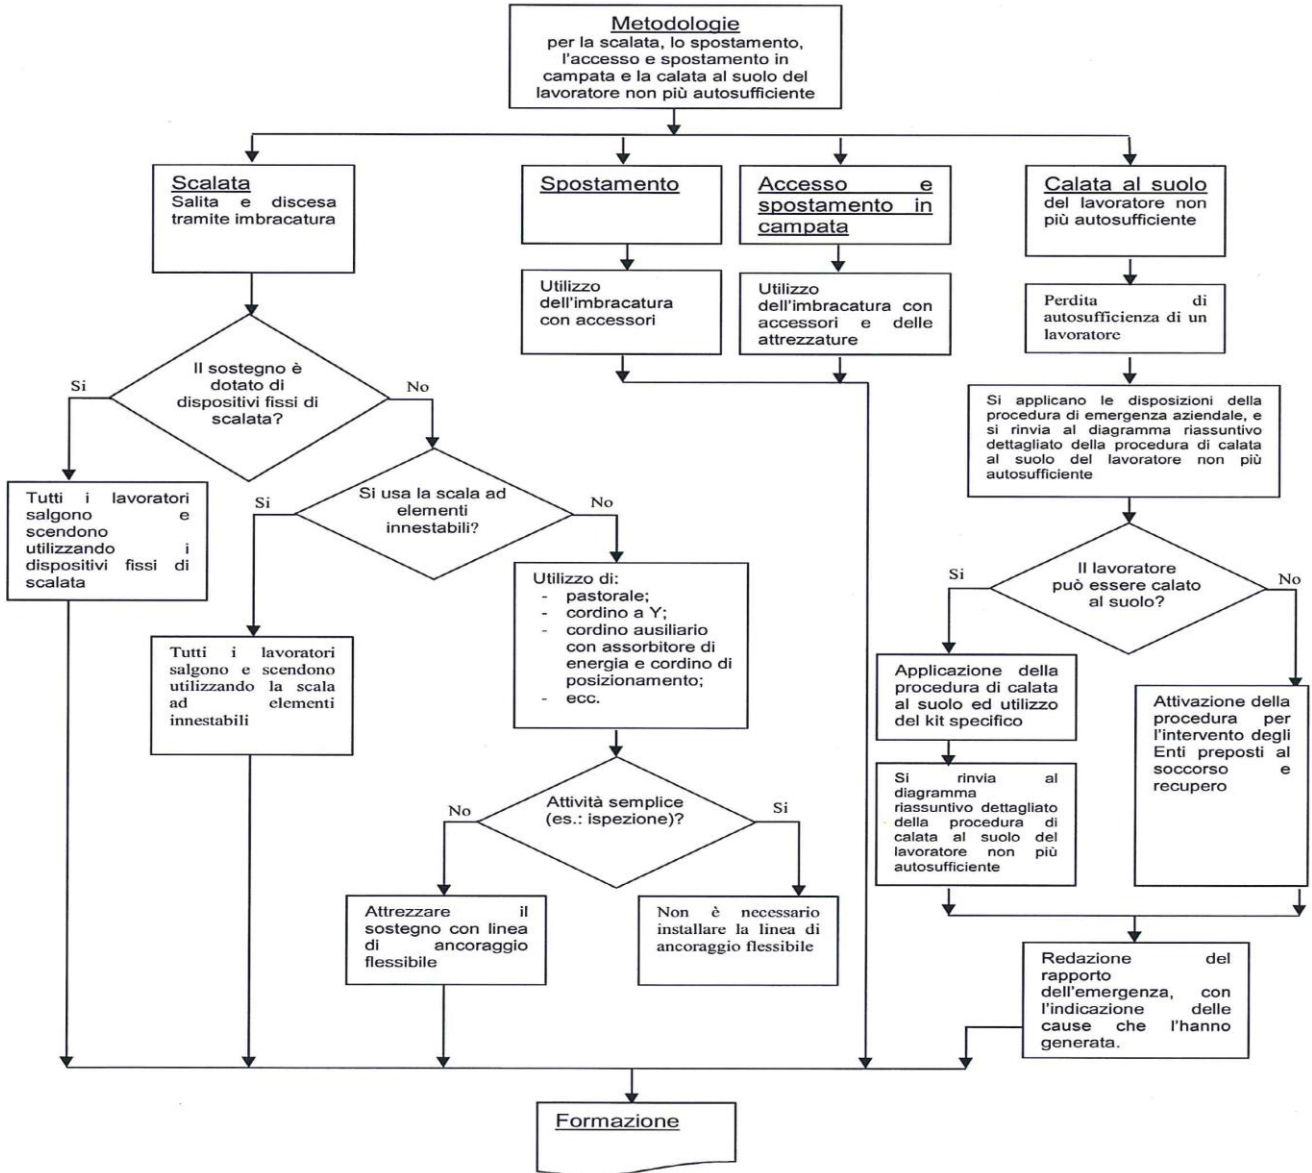 Metodologie
per la scalata, lo spostamento,
l'accesso e spostamento in
campata e la calata al suolo del
lavoratore non più autosufficiente
Scalata
Salita e discesa
tramite imbracatura
Spostamento
Accesso e
spostamento in
campata
Calata al suolo
del lavoratore non
più autosufficiente
Utilizzo
dell'imbracatura
con accessori
Utilizzo
dell'imbracatura con
accessori e delle
attrezzature
Perdita di
autosufficienza di un
lavoratore
Il sostegno è
dotato di
dispositivi fissi di
scalata?
Si
No
Si applicano le disposizioni della
procedura di emergenza aziendale, e
si rinvia al diagramma riassuntivo
dettagliato della procedura di calata
al suolo del lavoratore non più
autosufficiente
Tutti i lavoratori
salgono e
scendono
utilizzando i
dispositivi fissi di
scalata
Si usa la scala ad
elementi
innestabili?
Si
No
Il lavoratore
può essere calato
al suolo?
Si
No
Utilizzo di:
- pastorale;
- cordino a Y;
- cordino ausiliario
con assorbitore di
energia e cordino di
posizionamento;
- ecc.
Tutti i lavoratori
salgono e scendono
utilizzando la scala
ad elementi
innestabili
Applicazione della
procedura di calata
al suolo ed utilizzo
del kit specifico
Attivazione della
procedura per
l'intervento degli
Enti preposti al
soccorso e
recupero
Attività semplice
(es.: ispezione)?
No
Si
Si rinvia al
diagramma
riassuntivo dettagliato
della procedura di
calata al suolo del
lavoratore non più
autosufficiente
Attrezzare il
sostegno con linea
di ancoraggio
flessibile
Non è necessario
installare la linea di
ancoraggio flessibile
Redazione del
rapporto
dell'emergenza, con
l'indicazione delle
cause che l'hanno
generata.
Formazione